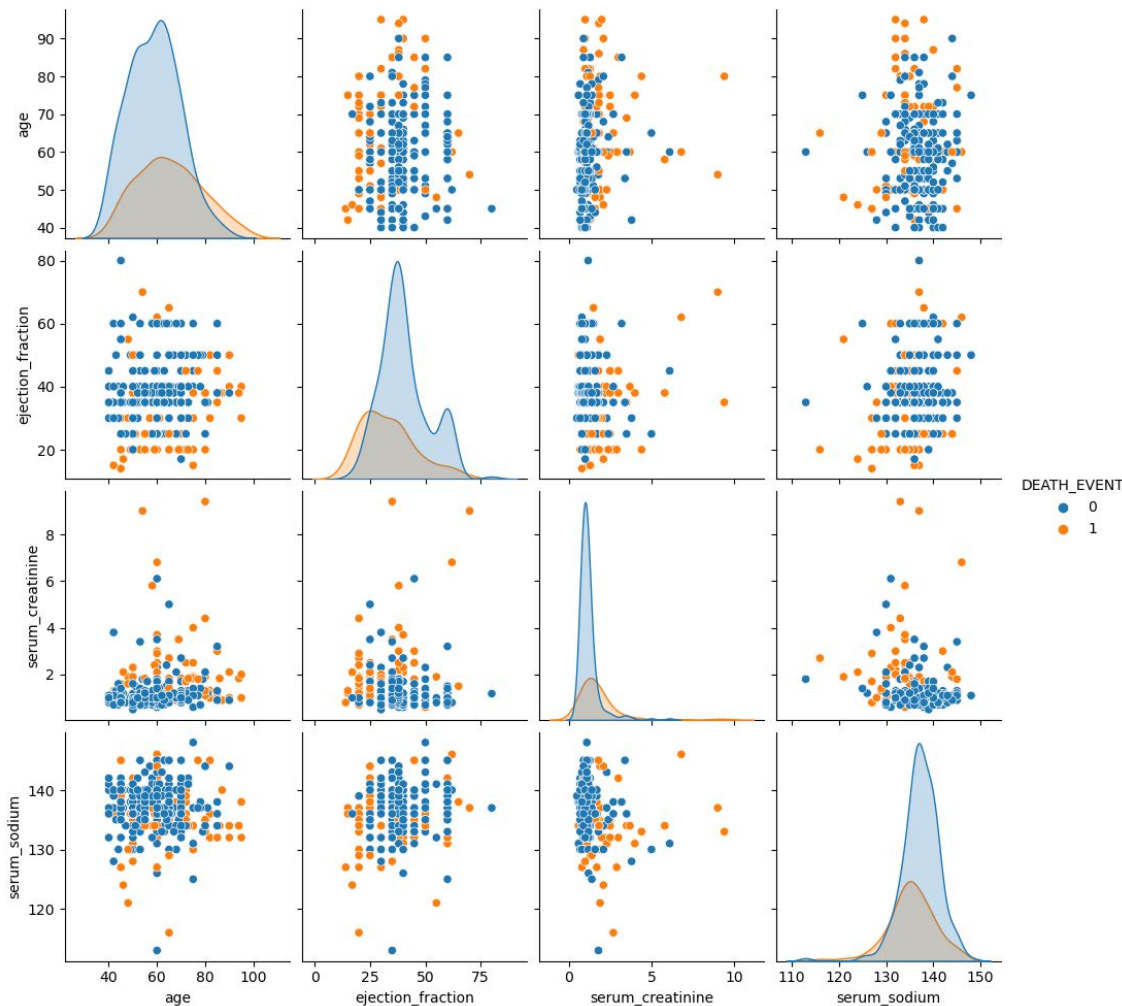 age
90
80
70
60
50
40
ejection_fraction
80
60
40
20
DEATH_EVENT
0
1
serum_creatinine
8
6
4
2
serum_sodium
140
130
120
40 60 80 100 0 25 50 75 0 5 10 110 120 130 140 150
age ejection_fraction serum_creatinine serum_sodium